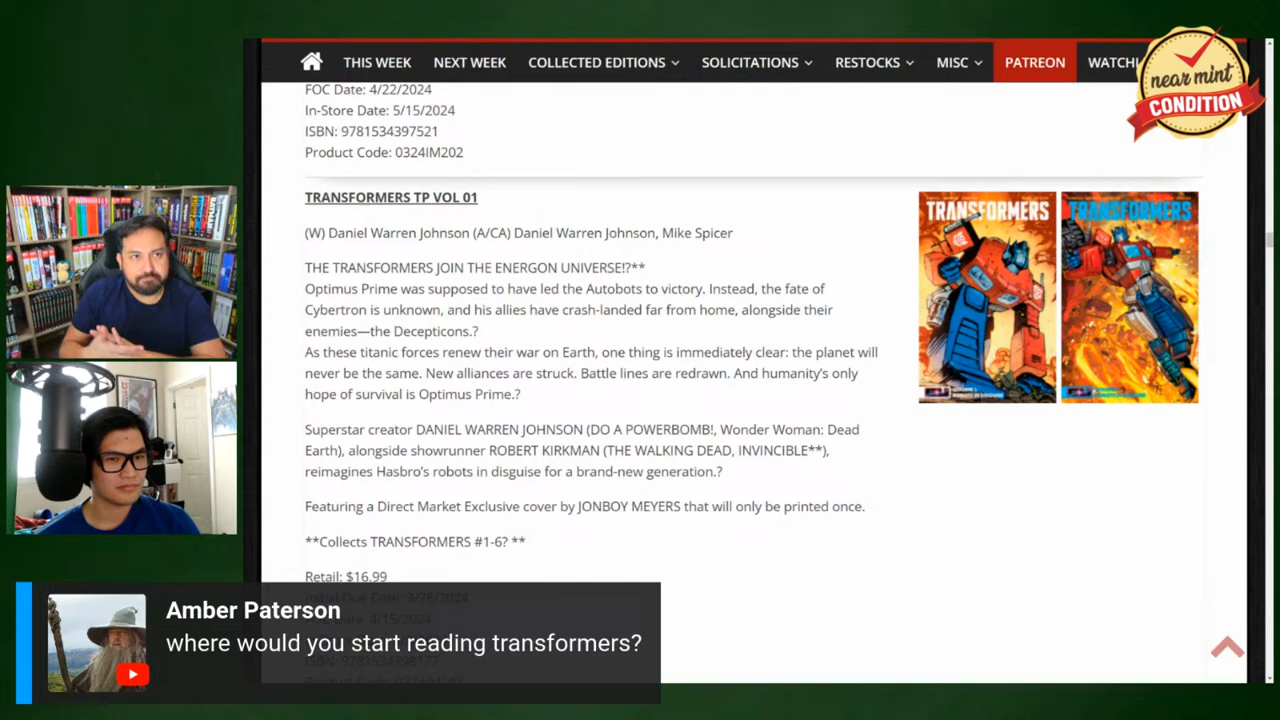 THIS WEEK NEXT WEEK COLLECTED EDITIONS SOLICITATIONS RESTOCKS MISC PATREON
near mint
CONDITION
FOC Date: 4/22/2024
In-Store Date: 5/15/2024
ISBN: 9781534397521
Product Code: 0324IM202
TRANSFORMERS TP VOL 01
(W) Daniel Warren Johnson (A/CA) Daniel Warren Johnson, Mike Spicer
THE TRANSFORMERS JOIN THE ENERGON UNIVERSE!?**
Optimus Prime was supposed to have led the Autobots to victory. Instead, the fate of
Cybertron is unknown, and his allies have crash-landed far from home, alongside their
enemies—the Decepticons.?
As these titanic forces renew their war on Earth, one thing is immediately clear: the planet will
never be the same. New alliances are struck. Battle lines are redrawn. And humanity's only
hope of survival is Optimus Prime.?
Superstar creator DANIEL WARREN JOHNSON (DO A POWERBOMB!, Wonder Woman: Dead
Earth), alongside showrunner ROBERT KIRKMAN (THE WALKING DEAD, INVINCIBLE**),
reimagines Hasbro's robots in disguise for a brand-new generation.?
Featuring a Direct Market Exclusive cover by JONBOY MEYERS that will only be printed once.
**Collects TRANSFORMERS #1-6? **
Retail: $16.99
TRANSFORMERS
TRANSFORMERS
Amber Paterson
where would you start reading transformers?